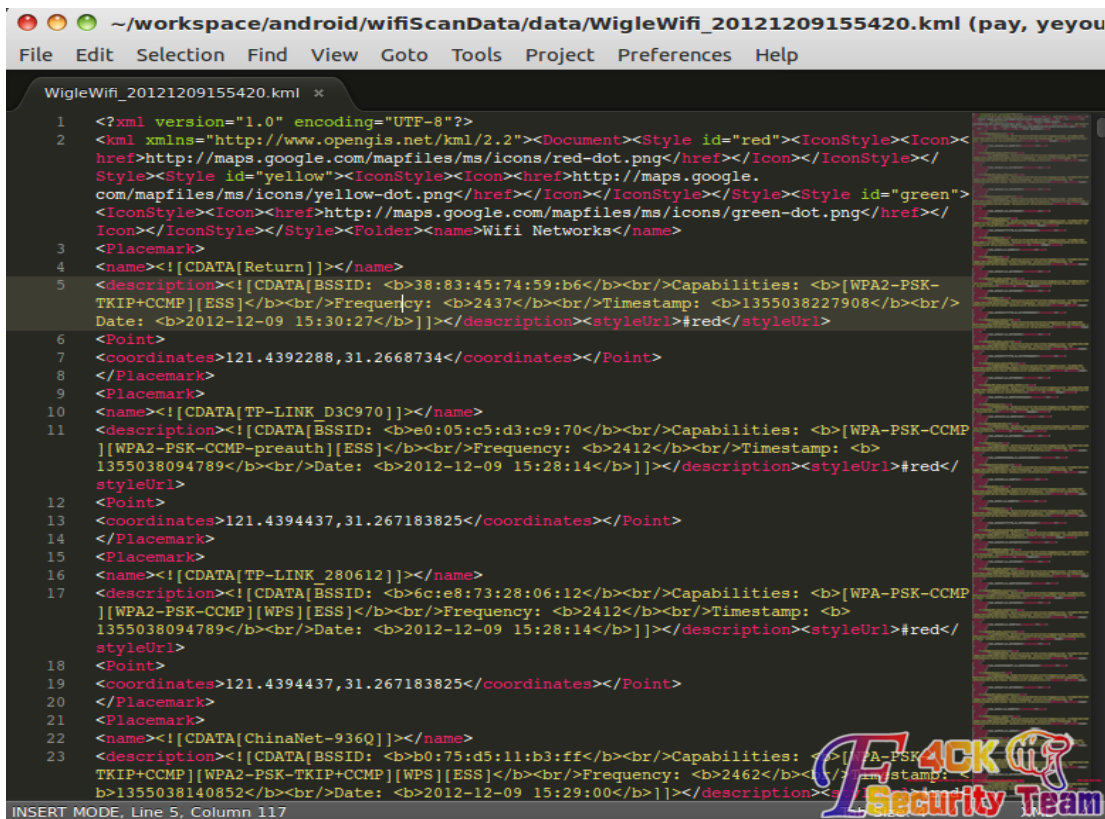 ~/workspace/android/wifiScanData/data/WigleWifi_20121209155420.kml (pay, yeyou
File Edit Selection Find View Goto Tools Project Preferences Help
WigleWifi_20121209155420.kml ×
1 <?xml version="1.0" encoding="UTF-8"?>
2 <kml xmlns="http://www.opengis.net/kml/2.2"><Document><Style id="red"><IconStyle><Icon><
href>http://maps.google.com/mapfiles/ms/icons/red-dot.png</href></Icon></IconStyle></
Style><Style id="yellow"><IconStyle><Icon><href>http://maps.google.
com/mapfiles/ms/icons/yellow-dot.png</href></Icon></IconStyle></Style><Style id="green">
<IconStyle><Icon><href>http://maps.google.com/mapfiles/ms/icons/green-dot.png</href></
Icon></IconStyle></Style><Folder><name>Wifi Networks</name>
3 <Placemark>
4 <name><![CDATA[Return]]></name>
5 <description><![CDATA[BSSID: <b>38:83:45:74:59:b6</b><br/>Capabilities: <b>[WPA2-PSK-
TKIP+CCMP][ESS]</b><br/>Frequency: <b>2437</b><br/>Timestamp: <b>1355038227908</b><br/>
Date: <b>2012-12-09 15:30:27</b>]]></description><styleUrl>#red</styleUrl>
6 <Point>
7 <coordinates>121.4392288,31.2668734</coordinates></Point>
8 </Placemark>
9 <Placemark>
10 <name><![CDATA[TP-LINK_D3C970]]></name>
11 <description><![CDATA[BSSID: <b>e0:05:c5:d3:c9:70</b><br/>Capabilities: <b>[WPA-PSK-CCMP
][WPA2-PSK-CCMP-preauth][ESS]</b><br/>Frequency: <b>2412</b><br/>Timestamp: <b>
1355038094789</b><br/>Date: <b>2012-12-09 15:28:14</b>]]></description><styleUrl>#red</
styleUrl>
12 <Point>
13 <coordinates>121.4394437,31.267183825</coordinates></Point>
14 </Placemark>
15 <Placemark>
16 <name><![CDATA[TP-LINK_280612]]></name>
17 <description><![CDATA[BSSID: <b>6c:e8:73:28:06:12</b><br/>Capabilities: <b>[WPA-PSK-CCMP
][WPA2-PSK-CCMP][WPS][ESS]</b><br/>Frequency: <b>2412</b><br/>Timestamp: <b>
1355038094789</b><br/>Date: <b>2012-12-09 15:28:14</b>]]></description><styleUrl>#red</
styleUrl>
18 <Point>
19 <coordinates>121.4394437,31.267183825</coordinates></Point>
20 </Placemark>
21 <Placemark>
22 <name><![CDATA[ChinaNet-936Q]]></name>
23 <description><![CDATA[BSSID: <b>b0:75:d5:11:b3:ff</b><br/>Capabilities: <b>[WPA-PSK-
TKIP+CCMP][WPA2-PSK-TKIP+CCMP][WPS][ESS]</b><br/>Frequency: <b>2462</b><br/>Timestamp: <
b>1355038140852</b><br/>Date: <b>2012-12-09 15:29:00</b>]]></description><
INSERT MODE, Line 5, Column 117
F4CK
Security Team